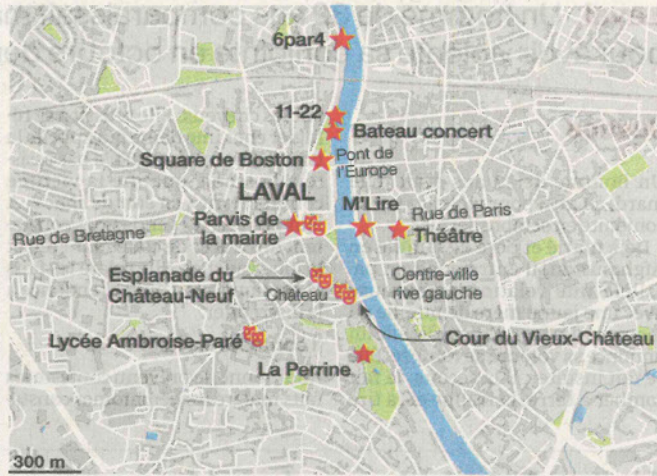 6par4
11-22
Bateau concert
Square de Boston
Pont de
l'Europe
LAVAL
M'Lire
Rue de Paris
Parvis de
la mairie
Rue de Bretagne
Théâtre
Esplanade du
Château-Neuf
Château
Centre-ville
rive gauche
Lycée Ambroise-Paré
Cour du Vieux-Château
La Perrine
300 m